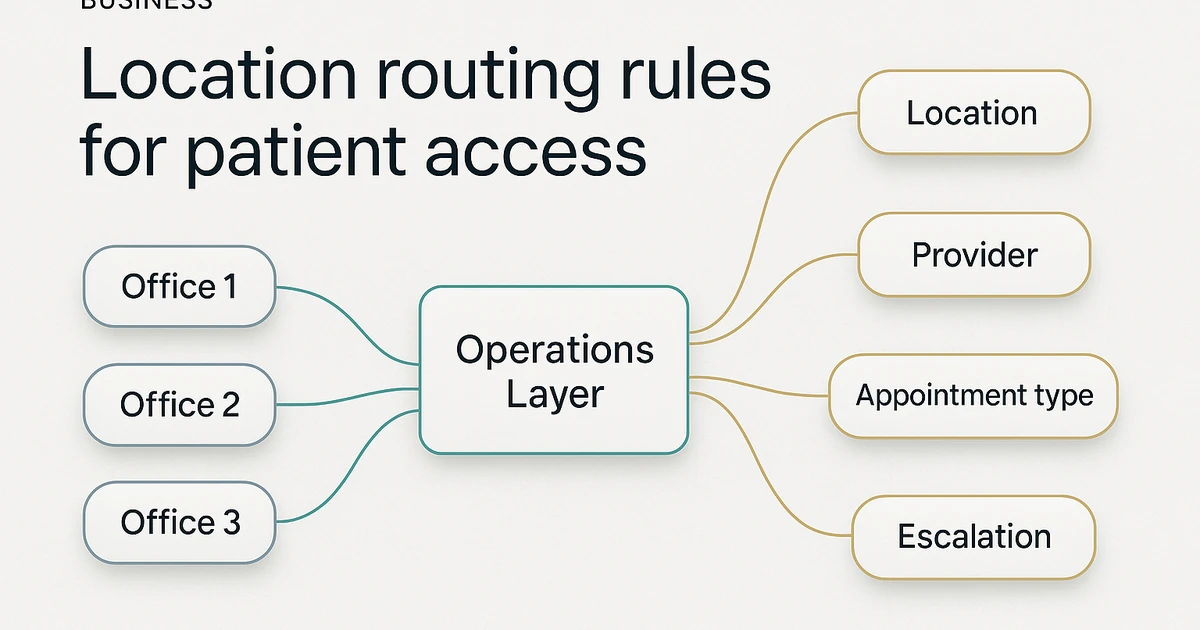 BUSINESS
Location routing rules
for patient access
Office 1
Office 2
Office 3
Operations
Layer
Location
Provider
Appointment type
Escalation